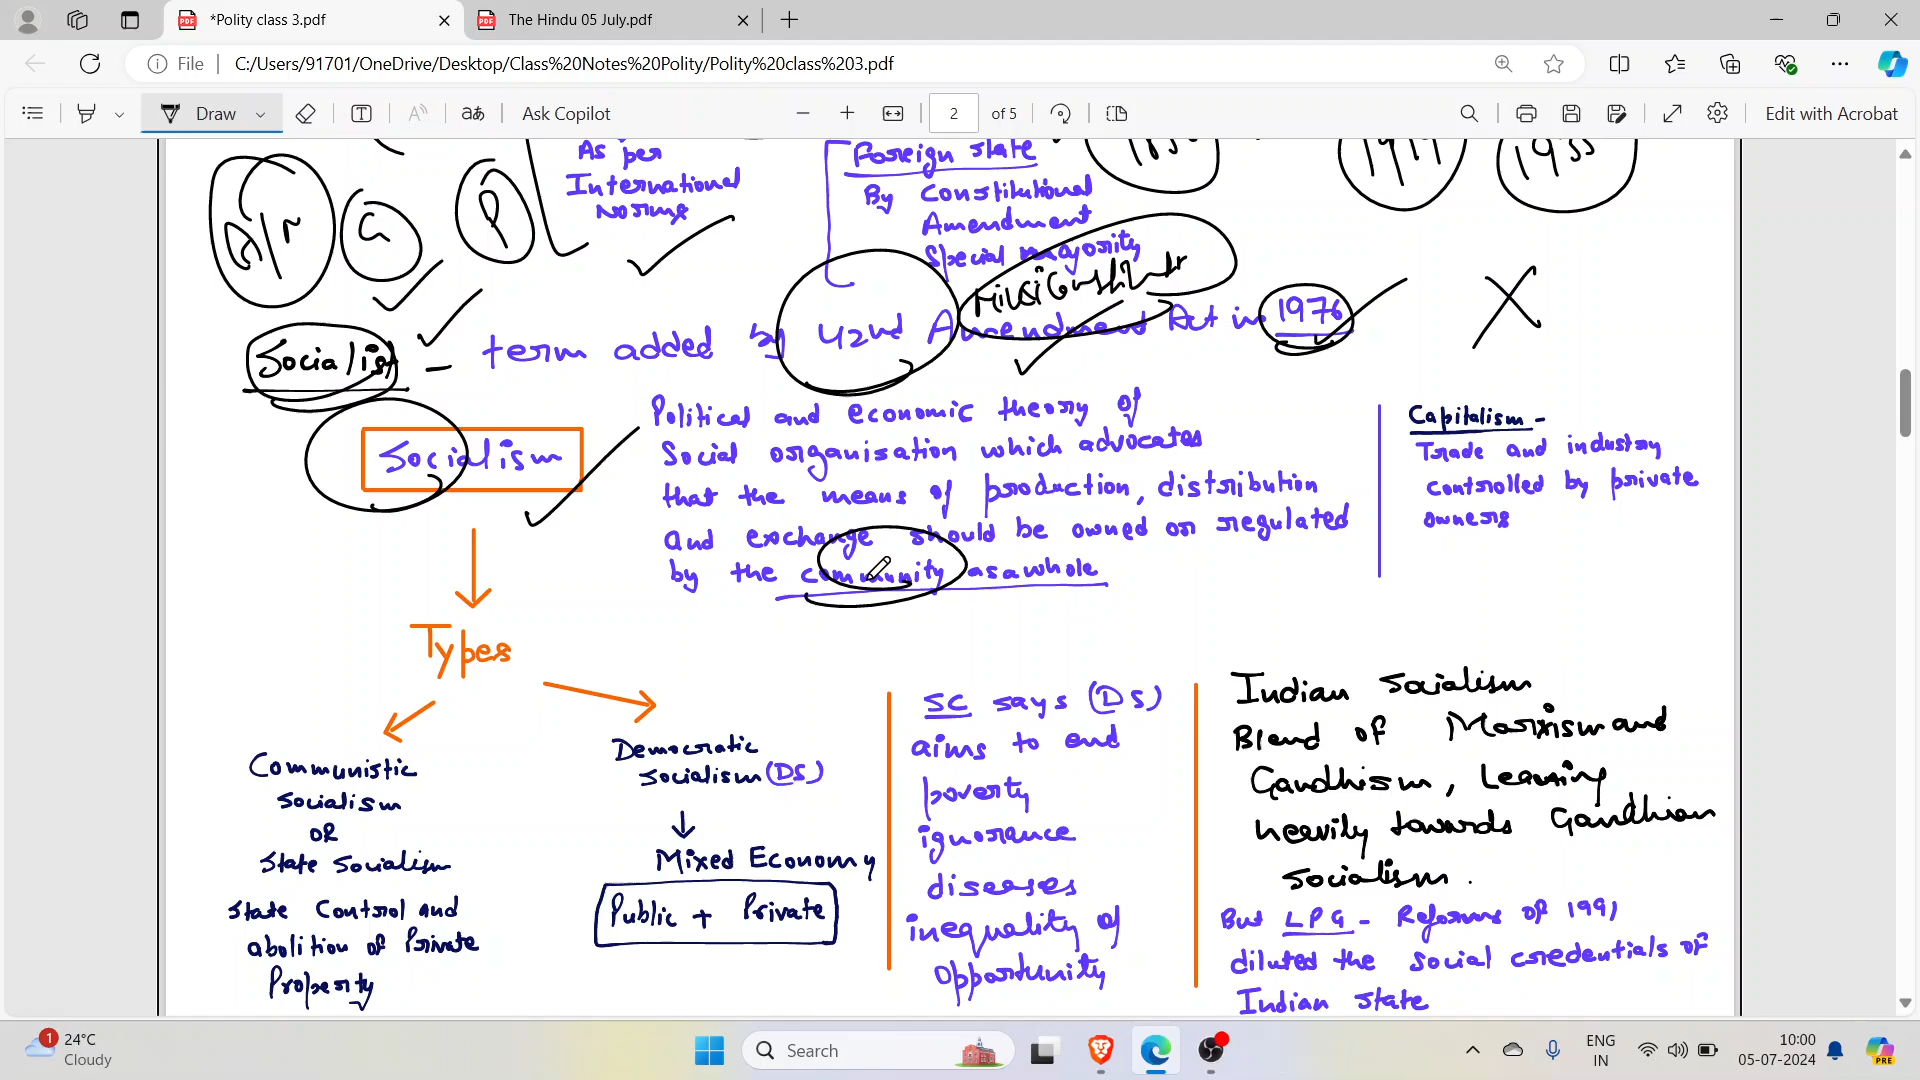 *Polity class 3.pdf
The Hindu 05 July.pdf
File
C:/Users/91701/OneDrive/Desktop/Class%20Notes%20Polity/Polity%20class%203.pdf
Draw
Ask Copilot
2 of 5
Edit with Acrobat
As per
International
Norms
G
P
Foreign state
By Constitutional
Amendment
Special majority
Socialist - term added by 42nd Amendment Act in 1976
Socialism
Political and economic theory of
Social organisation which advocates
that the means of production, distribution
and exchange should be owned or regulated
by the community as a whole
Capitalism -
Trade and industry
controlled by private
owners
Types
Communistic
Socialism
OR
State Socialism
State Control and
abolition of Private
Property
Democratic
Socialism (DS)
Mixed Economy
Public + Private
SC says (DS)
aims to end
poverty
ignorance
diseases
inequality of
opportunity
Indian Socialism
Blend of Marxism and
Gandhism, Leaning
heavily towards Gandhian
Socialism.
But LPG - Reforms of 1991
diluted the social credentials of
Indian state
1
24°C
Cloudy
Search
ENG
IN
10:00
05-07-2024
PRE